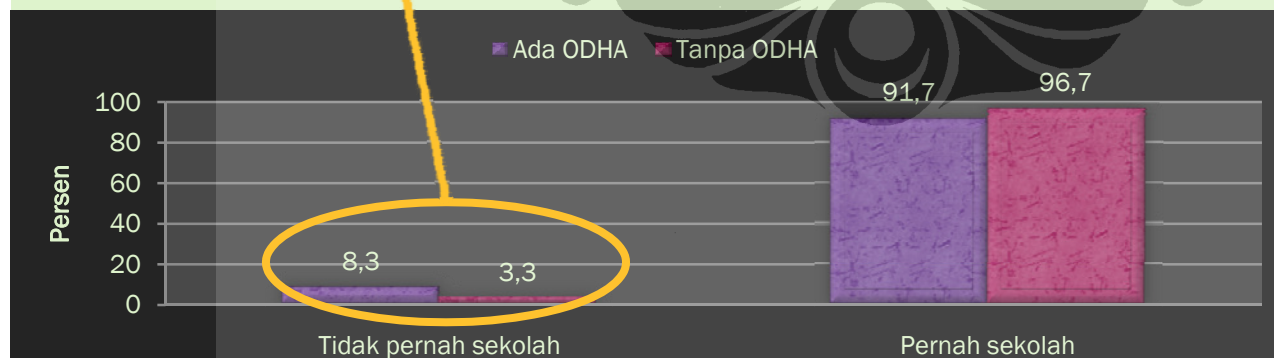 Ada ODHA Tanpa ODHA
91,7 96,7
100
80
60
40
20
0
Persen
8,3 3,3
Tidak pernah sekolah Pernah sekolah